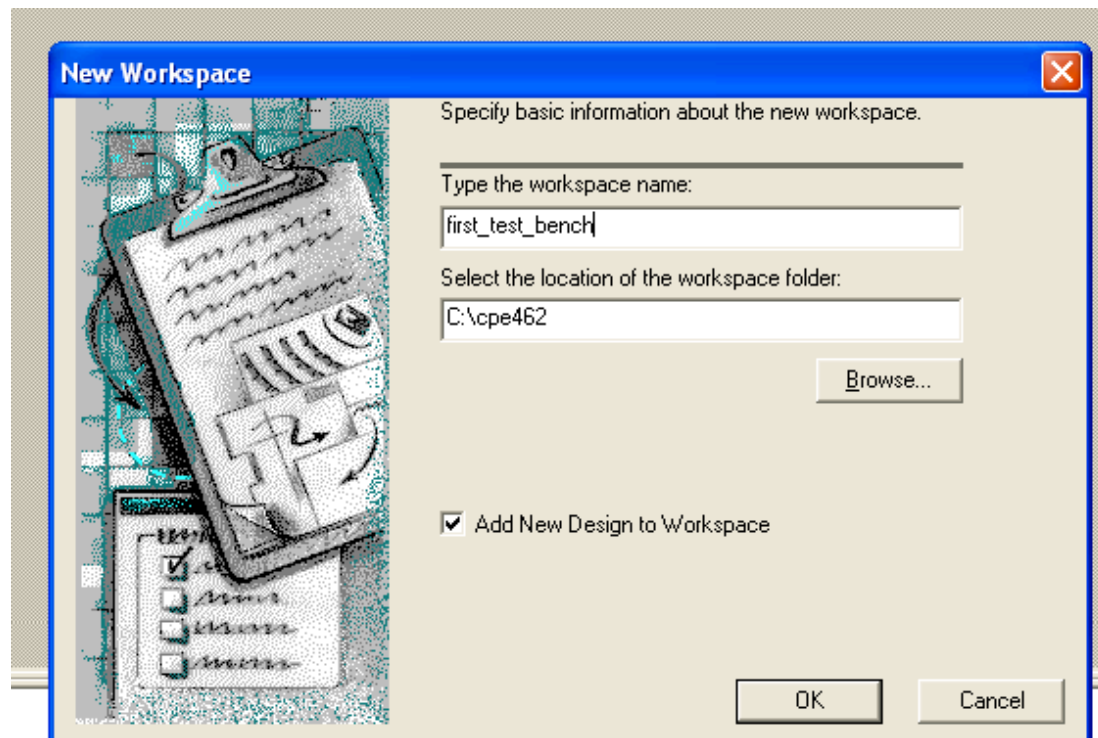 New Workspace
Specify basic information about the new workspace.
Type the workspace name:
first_test_bench
Select the location of the workspace folder:
C:\cpe462
Browse...
Add New Design to Workspace
OK
Cancel